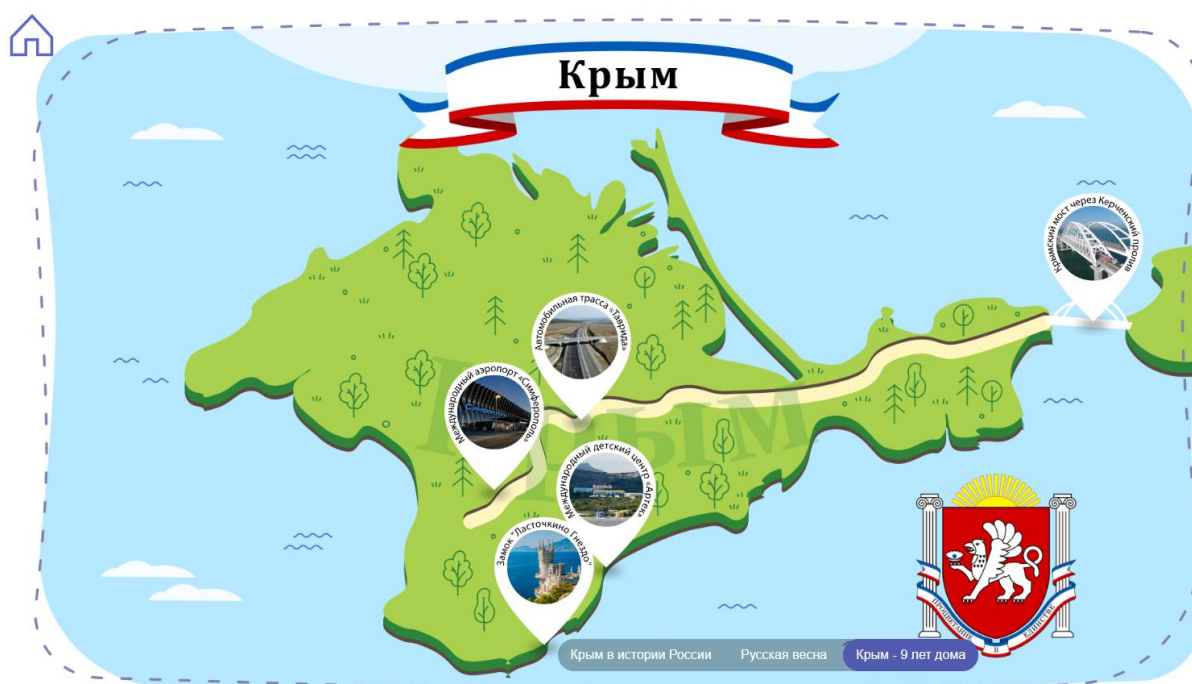 Крым
Крымский мост через Керченский пролив
Автомобильная трасса «Таврида»
Международный аэропорт «Симферополь»
Крым
Международный детский центр «Артек»
Замок "Ласточкино Гнездо"
ПРОЦВЕТАНИЕ В ЕДИНСТВЕ
Крым в истории России
Русская весна
Крым - 9 лет дома